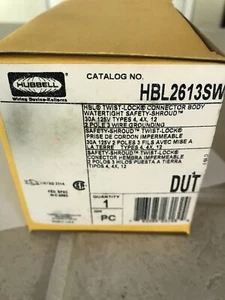 CATALOG NO.
HBL2613SW
HUBBELL
Wiring Device-Kellems
HBL® TWIST-LOCK® CONNECTOR BODY
WATERTIGHT SAFETY-SHROUD™
30A 125V TYPES 4, 4X, 12
2 POLE 3 WIRE GROUNDING
SAFETY-SHROUD™ TWIST-LOCK®
PRISE DE CORDON IMPERMEABLE
30A 125V 2 POLES 3 FILS AVEC MISE A
LA TERRE TYPES 4, 4X, 12
SAFETY-SHROUD™ TWIST-LOCK®
CONECTOR HEMBRA IMPERMEABLE
2 POLOS 3 HILOS PUESTA A TIERRA
TIPOS 4, 4X, 12
DUT
QUANTITY
1
PC